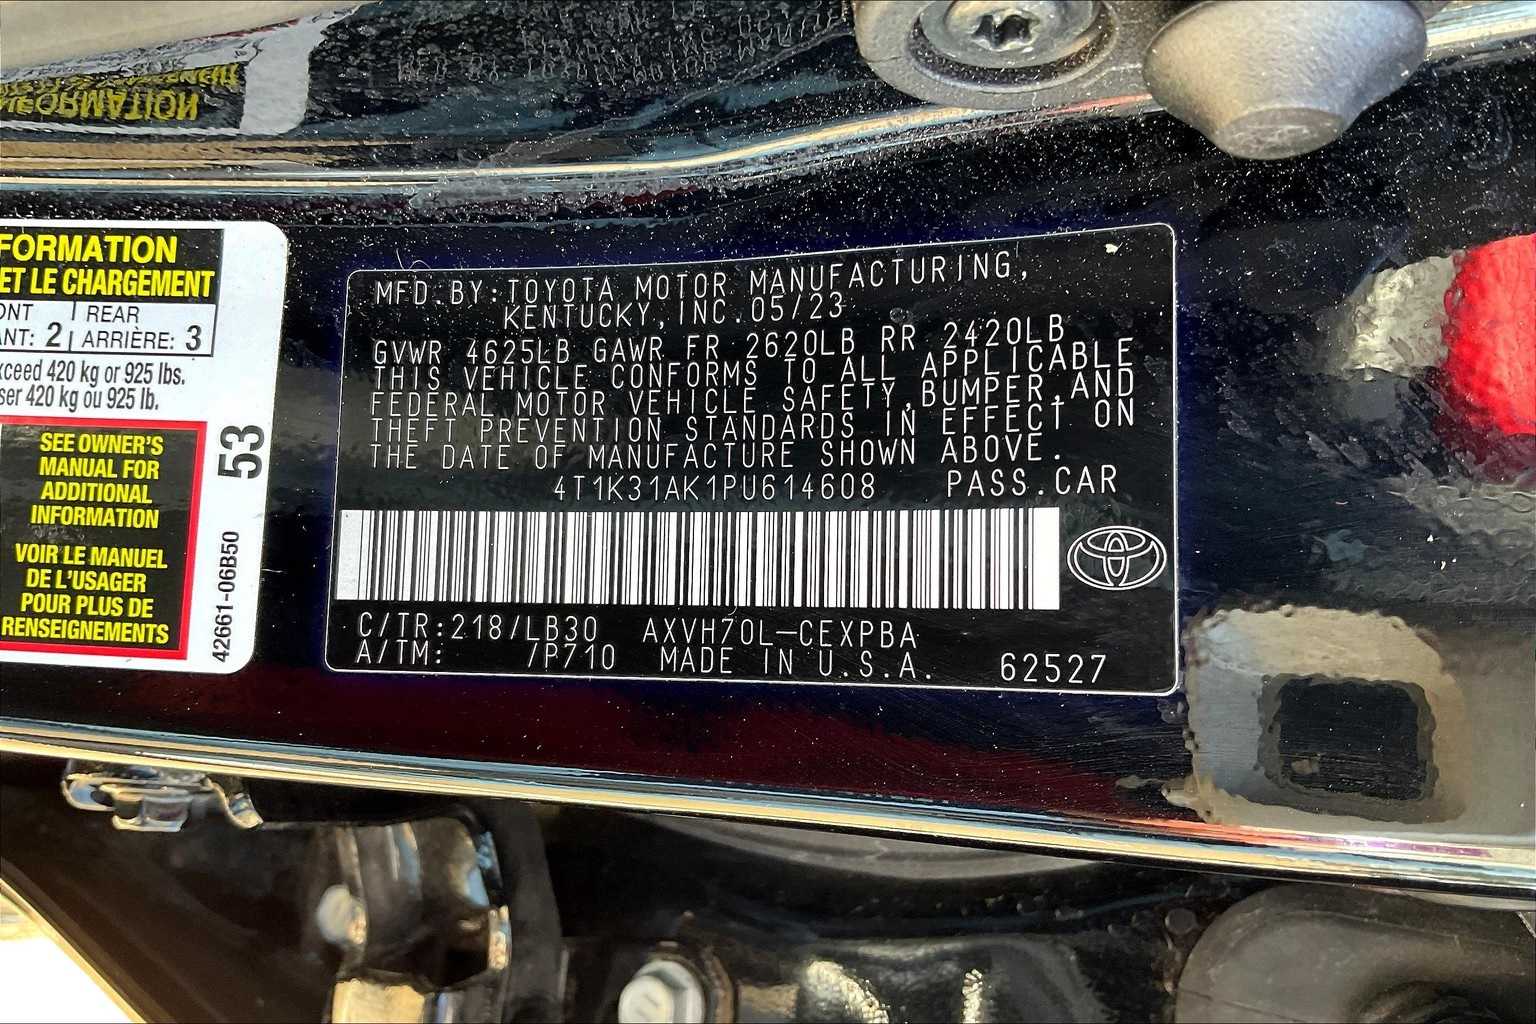 FORMATION
ET LE CHARGEMENT
ONT | REAR
ANT: 2 | ARRIÈRE: 3
xceed 420 kg or 925 lbs.
ser 420 kg ou 925 lb.
SEE OWNER'S
MANUAL FOR
ADDITIONAL
INFORMATION
VOIR LE MANUEL
DE L'USAGER
POUR PLUS DE
RENSEIGNEMENTS
53
42661-06B50
MFD.BY:TOYOTA MOTOR MANUFACTURING,
KENTUCKY,INC.05/23
GVWR 4625LB GAWR FR 2620LB RR 2420LB
THIS VEHICLE CONFORMS TO ALL APPLICABLE
FEDERAL MOTOR VEHICLE SAFETY,BUMPER,AND
THEFT PREVENTION STANDARDS IN EFFECT ON
THE DATE OF MANUFACTURE SHOWN ABOVE.
4T1K31AK1PU614608 PASS.CAR
C/TR:218/LB30 AXVH70L-CEXPBA
A/TM: /P710 MADE IN U.S.A. 62527